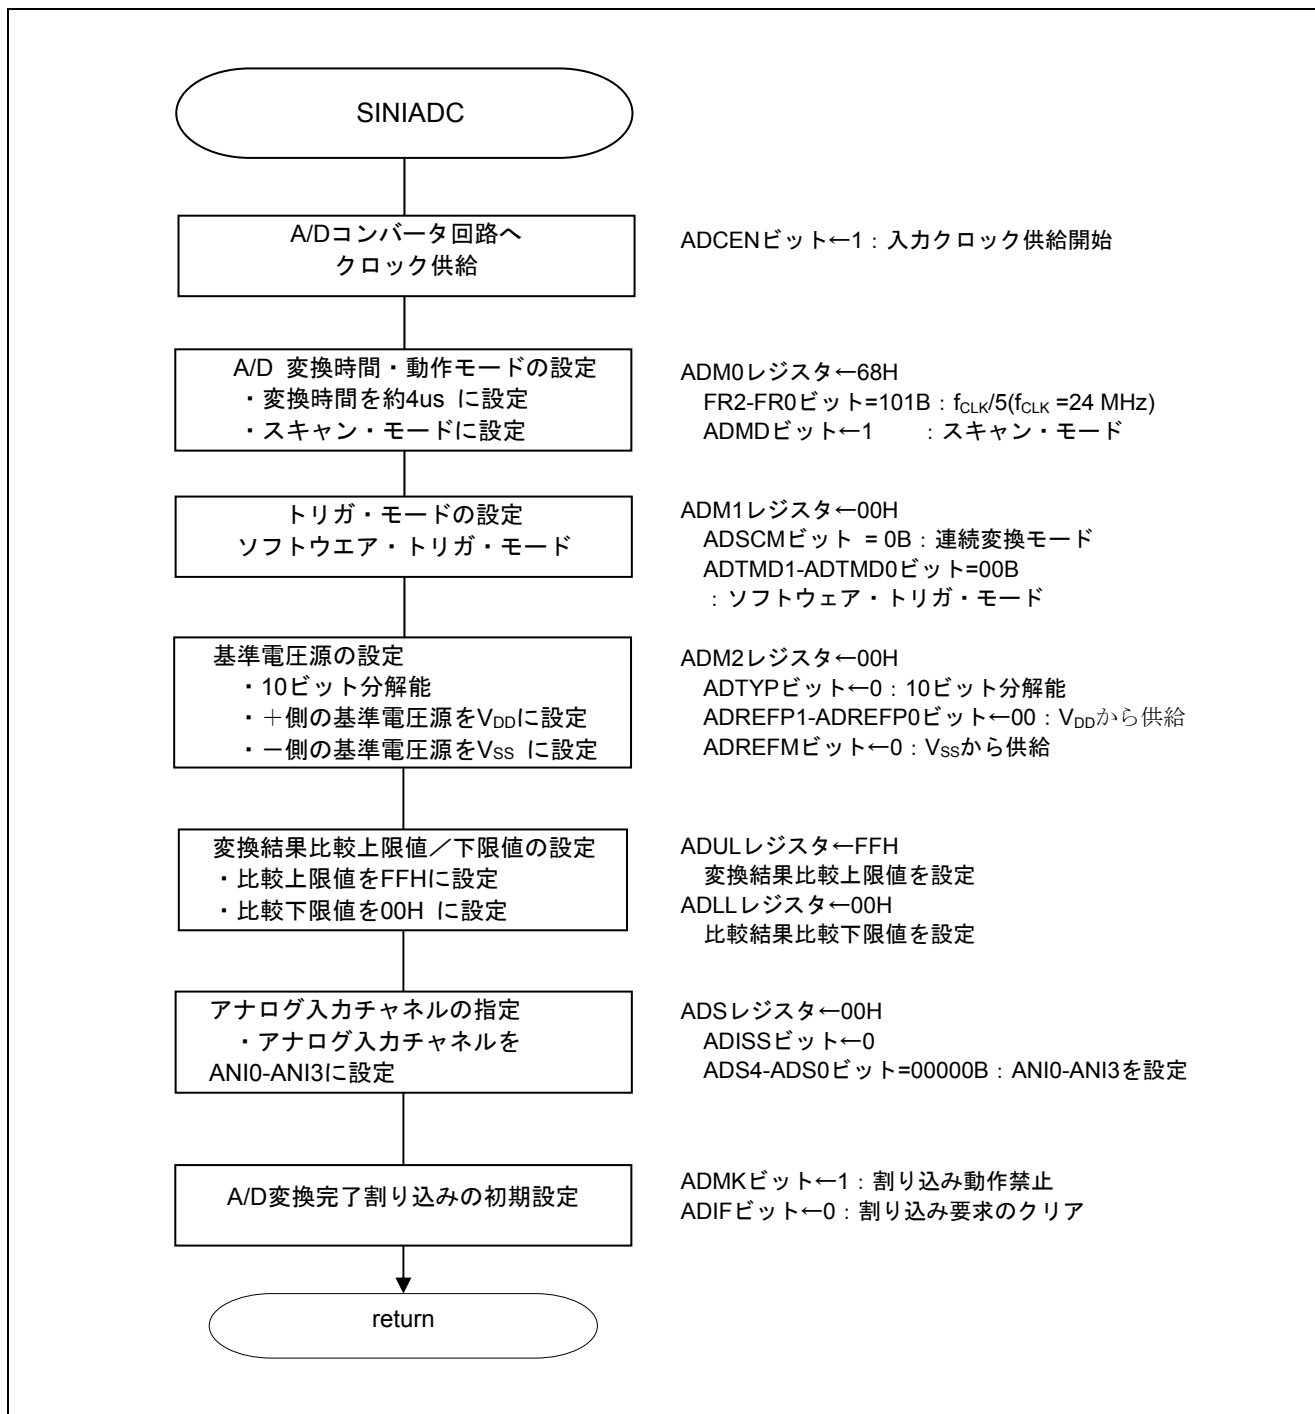 SINIADC
A/Dコンバータ回路へ
クロック供給
ADCENビット←1：入力クロック供給開始
A/D 変換時間・動作モードの設定
・変換時間を約4us に設定
・スキャン・モードに設定
ADM0レジスタ←68H
FR2-FR0ビット=101B：fCLK/5(fCLK =24 MHz)
ADMDビット←1 ：スキャン・モード
トリガ・モードの設定
ソフトウエア・トリガ・モード
ADM1レジスタ←00H
ADSCMビット = 0B：連続変換モード
ADTMD1-ADTMD0ビット=00B
：ソフトウェア・トリガ・モード
基準電圧源の設定
・10ビット分解能
・＋側の基準電圧源をVDDに設定
・－側の基準電圧源をVSS に設定
ADM2レジスタ←00H
ADTYPビット←0：10ビット分解能
ADREFP1-ADREFP0ビット←00：VDDから供給
ADREFMビット←0：VSSから供給
変換結果比較上限値／下限値の設定
・比較上限値をFFHに設定
・比較下限値を00H に設定
ADULレジスタ←FFH
変換結果比較上限値を設定
ADLLレジスタ←00H
比較結果比較下限値を設定
アナログ入力チャネルの指定
・アナログ入力チャネルを
ANI0-ANI3に設定
ADSレジスタ←00H
ADISSビット←0
ADS4-ADS0ビット=00000B：ANI0-ANI3を設定
A/D変換完了割り込みの初期設定
ADMKビット←1：割り込み動作禁止
ADIFビット←0：割り込み要求のクリア
return